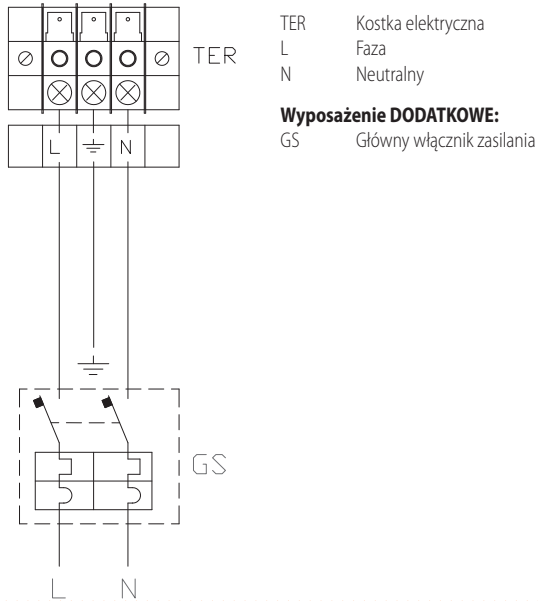 TER
TER Kostka elektryczna
L Faza
N Neutralny
Wyposażenie DODATKOWE:
GS Główny włącznik zasilania
L N
GS
L N